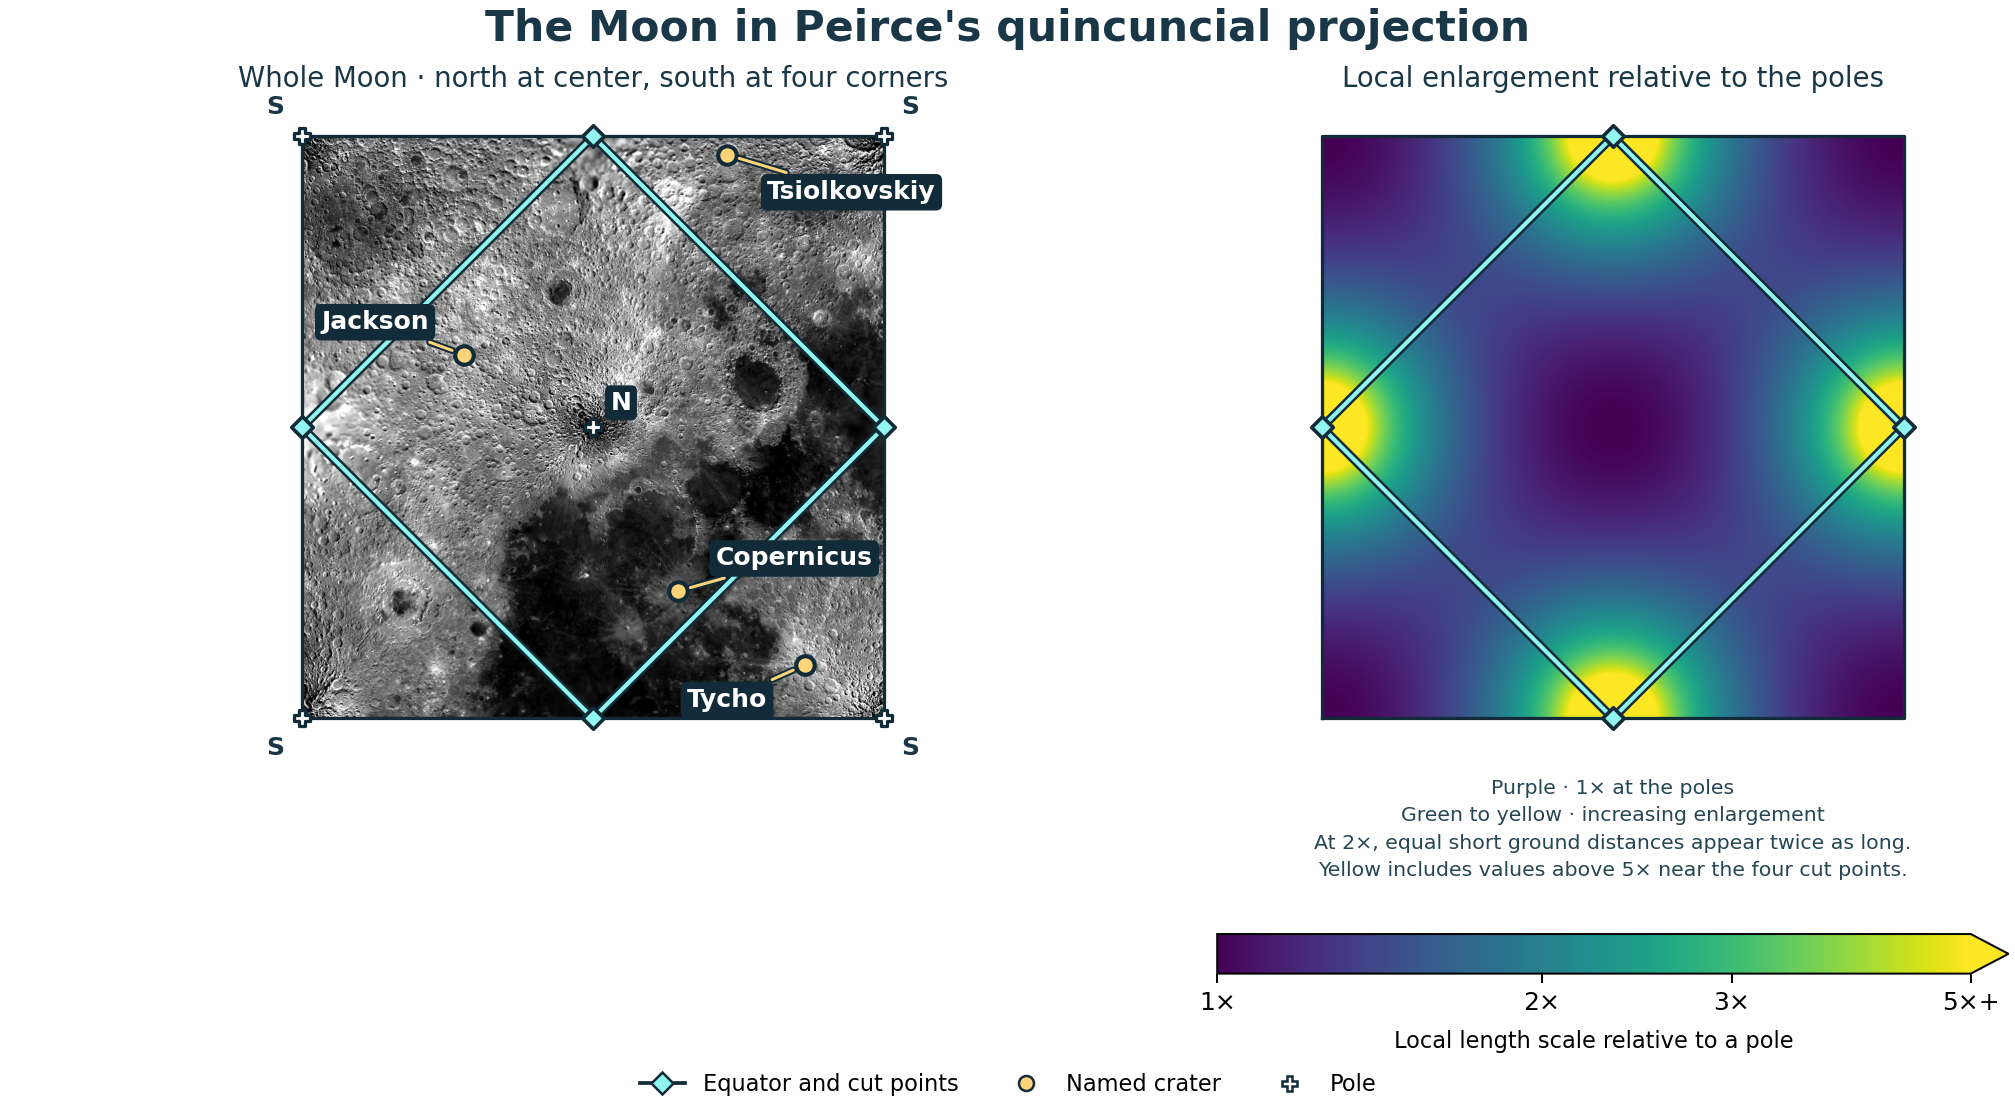 The Moon in Peirce's quincuncial projection
Whole Moon · north at center, south at four corners
S
S
Tsiolkovskiy
Jackson
N
Copernicus
Tycho
S
S
Local enlargement relative to the poles
Purple · 1× at the poles
Green to yellow · increasing enlargement
At 2×, equal short ground distances appear twice as long.
Yellow includes values above 5× near the four cut points.
1×
2×
3×
5×+
Local length scale relative to a pole
Equator and cut points
Named crater
Pole